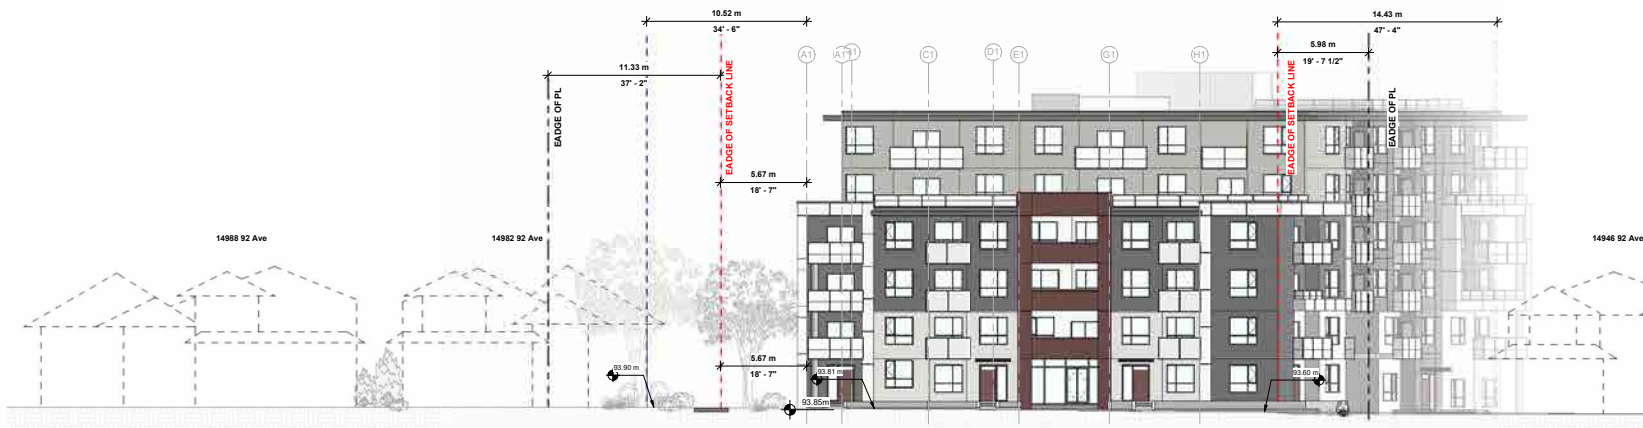 10.52 m
34' - 6"
14.43 m
47' - 4"
5.98 m
19' - 7 1/2"
11.33 m
37' - 2"
A1
C1
D1
E1
G1
H1
EADGE OF PL
EADGE OF SETBACK LINE
EADGE OF SETBACK LINE
EADGE OF PL
5.67 m
18' - 7"
14988 92 Ave
14982 92 Ave
14946 92 Ave
5.67 m
18' - 7"
93.90 m
93.81 m
93.60 m
93.85m